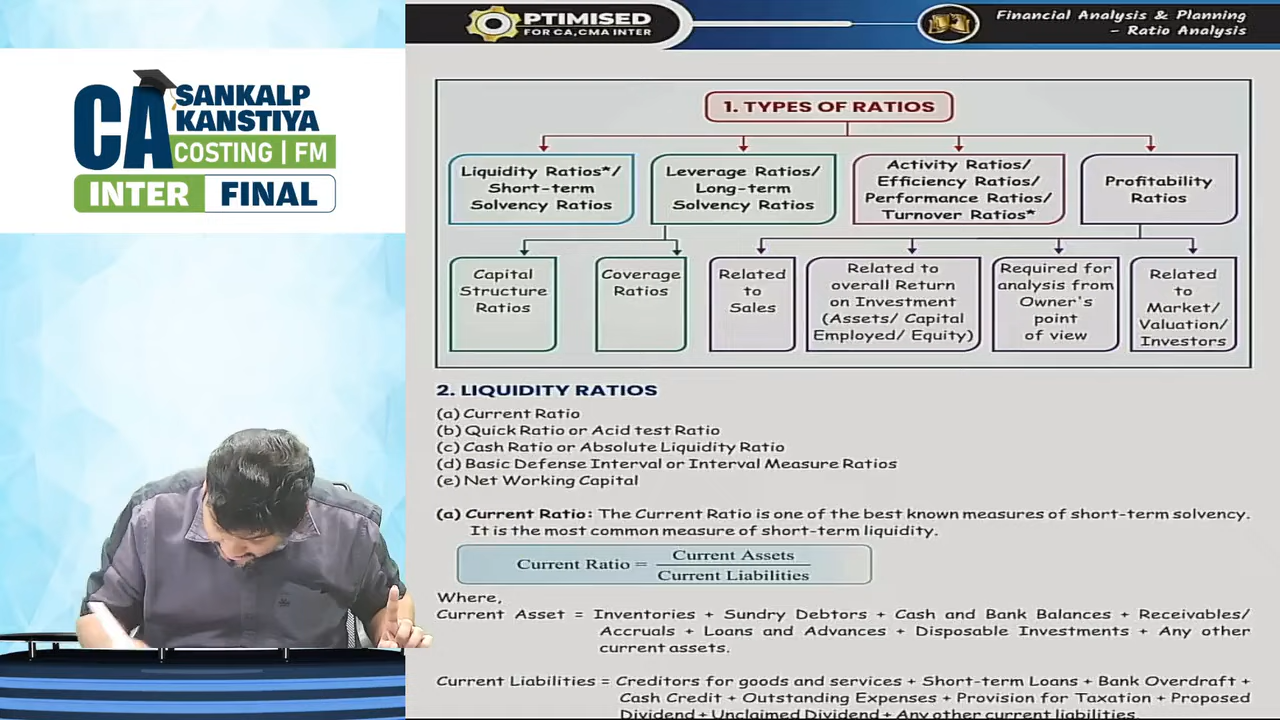 CA
SANKALP
KANSTIYA
COSTING | FM
INTER FINAL
PTIMISED
FOR CA,CMA INTER
Financial Analysis & Planning
- Ratio Analysis
1. TYPES OF RATIOS
Liquidity Ratios*/
Short-term
Solvency Ratios
Leverage Ratios/
Long-term
Solvency Ratios
Activity Ratios/
Efficiency Ratios/
Performance Ratios/
Turnover Ratios*
Profitability
Ratios
Capital
Structure
Ratios
Coverage
Ratios
Related
to
Sales
Related to
overall Return
on Investment
(Assets/ Capital
Employed/ Equity)
Required for
analysis from
Owner's
point
of view
Related
to
Market/
Valuation/
Investors
2. LIQUIDITY RATIOS
(a) Current Ratio
(b) Quick Ratio or Acid test Ratio
(c) Cash Ratio or Absolute Liquidity Ratio
(d) Basic Defense Interval or Interval Measure Ratios
(e) Net Working Capital
(a) Current Ratio: The Current Ratio is one of the best known measures of short-term solvency.
It is the most common measure of short-term liquidity.
Current Ratio = Current Assets
Current Liabilities
Where,
Current Asset = Inventories + Sundry Debtors + Cash and Bank Balances + Receivables/
Accruals + Loans and Advances + Disposable Investments + Any other
current assets.
Current Liabilities = Creditors for goods and services + Short-term Loans + Bank Overdraft +
Cash Credit + Outstanding Expenses + Provision for Taxation + Proposed
Dividend + Unclaimed Dividend + Any other current liabilities.